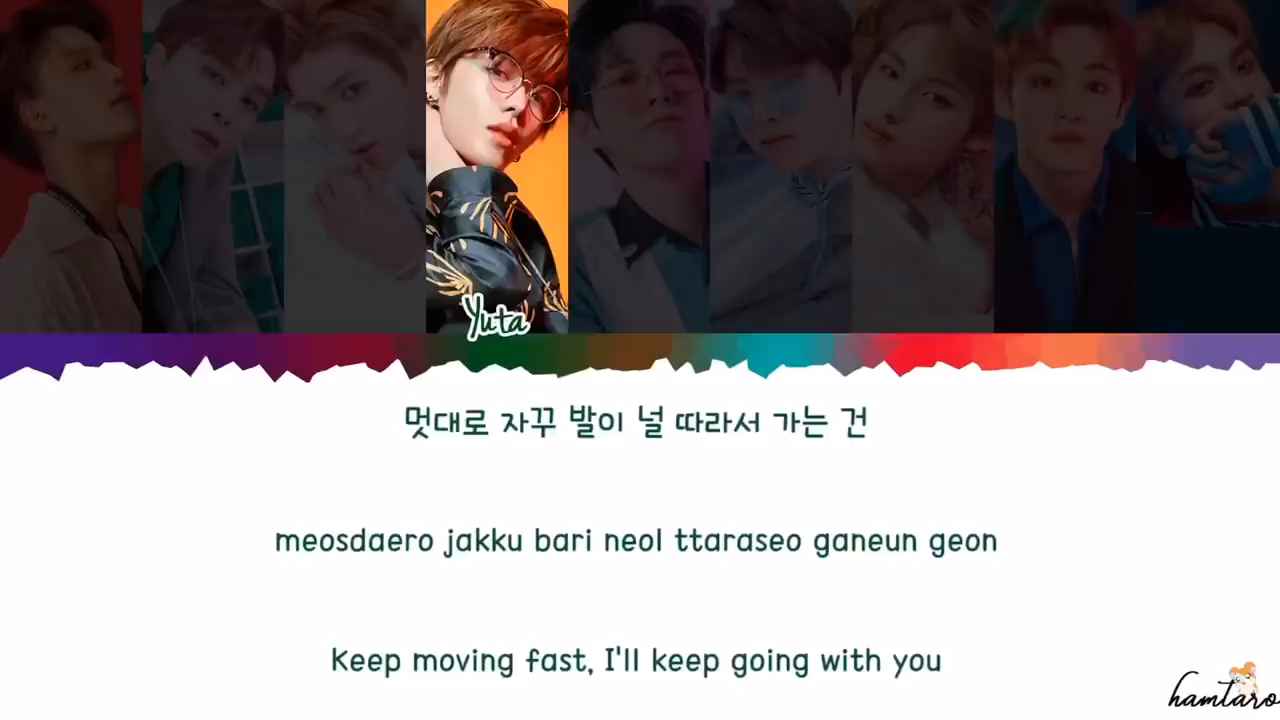 Yuta
멋대로 자꾸 발이 널 따라서 가는 건
meosdaero jakku bari neol ttaraseo ganeun geon
Keep moving fast, I'll keep going with you
hamtaro